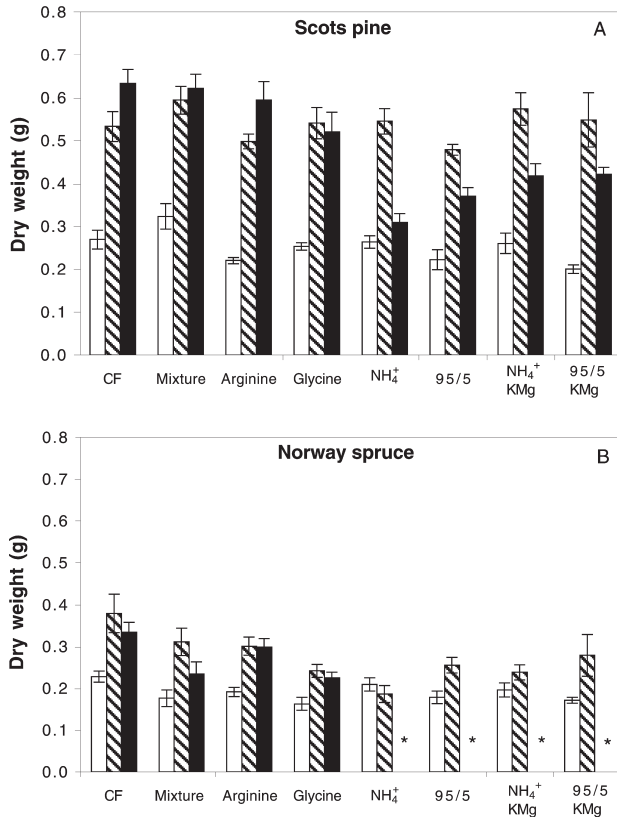 Scots pine
A
Dry weight (g)
0.8
0.7
0.6
0.5
0.4
0.3
0.2
0.1
0.0
CF Mixture Arginine Glycine NH₄⁺ 95/5 NH₄⁺ 95/5
KMg KMg
Norway spruce
B
Dry weight (g)
0.8
0.7
0.6
0.5
0.4
0.3
0.2
0.1
0.0
* * * *
CF Mixture Arginine Glycine NH₄⁺ 95/5 NH₄⁺ 95/5
KMg KMg